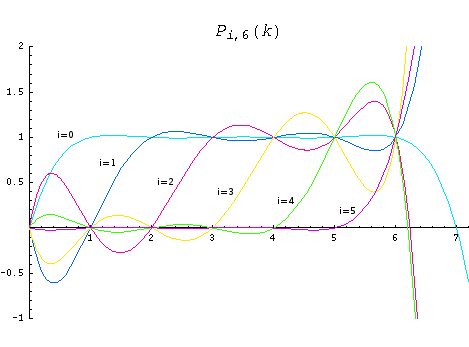 P_{i, 6} (k)
2
1.5
i=0
1
i=1
i=2
0.5
i=3
i=4
i=5
1 2 3 4 5 6 7
-0.5
-1